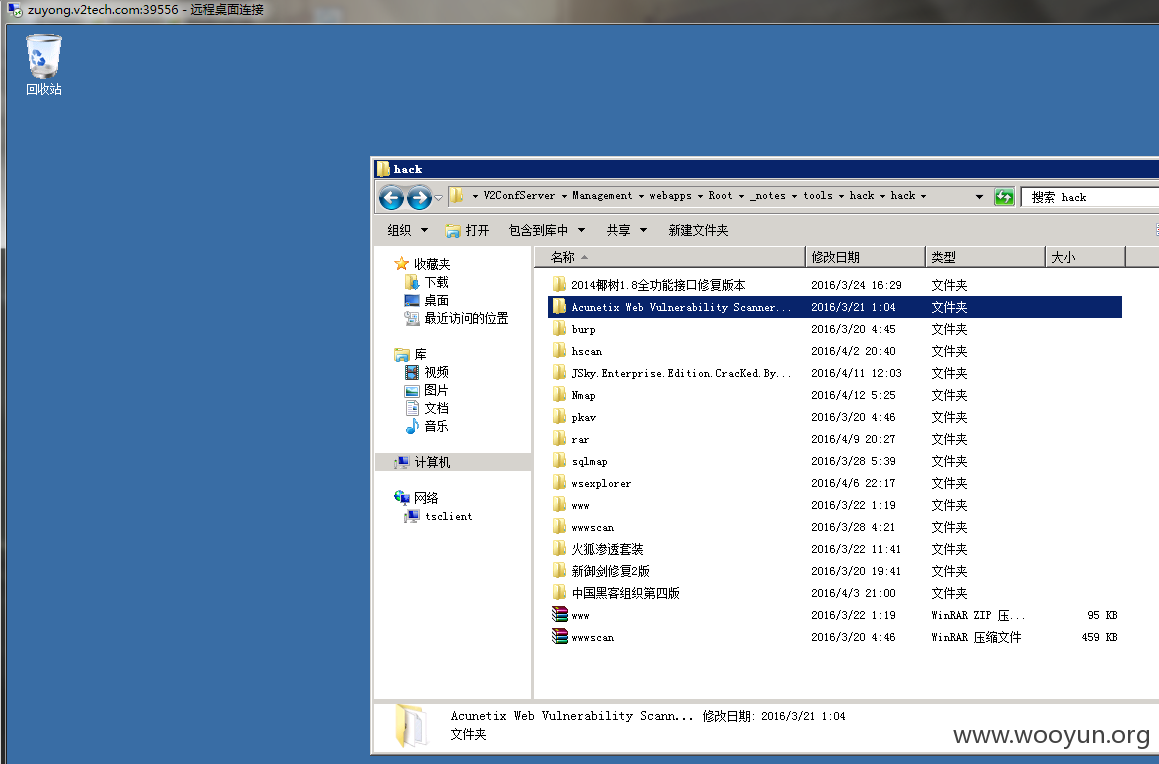 zuyong.v2tech.com:39556 - 远程桌面连接
回收站
hack
V2ConfServer Management webapps Root _notes tools hack hack
搜索 hack
组织 打开 包含到库中 共享 新建文件夹
收藏夹
下载
桌面
最近访问的位置
库
视频
图片
文档
音乐
计算机
网络
tsclient
名称 修改日期 类型 大小
2014椰树1.8全功能接口修复版本 2016/3/24 16:29 文件夹
Acunetix Web Vulnerability Scanner... 2016/3/21 1:04 文件夹
burp 2016/3/20 4:45 文件夹
hscan 2016/4/2 20:40 文件夹
JSky.Enterprise.Edition.CracKed.By... 2016/4/11 12:03 文件夹
Nmap 2016/4/12 5:25 文件夹
pkav 2016/3/20 4:46 文件夹
rar 2016/4/9 20:27 文件夹
sqlmap 2016/3/28 5:39 文件夹
wsexplorer 2016/4/6 22:17 文件夹
www 2016/3/22 1:19 文件夹
wwwscan 2016/3/28 4:21 文件夹
火狐渗透套装 2016/3/22 11:41 文件夹
新御剑修复2版 2016/3/20 19:41 文件夹
中国黑客组织第四版 2016/4/3 21:00 文件夹
www 2016/3/22 1:19 WinRAR ZIP 压... 95 KB
wwwscan 2016/3/20 4:46 WinRAR 压缩文件 459 KB
Acunetix Web Vulnerability Scann... 修改日期: 2016/3/21 1:04
文件夹
www.wooyun.org